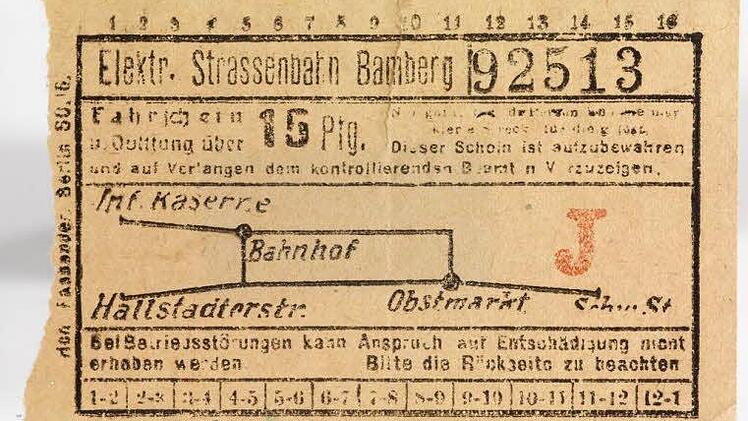 1 2 3 4 5 6 7 8 9 10 11 12 13 14 15 16
Elektr. Strassenbahn Bamberg 92513
Fahrschein
u. Quittung über 15 Pfg.
Dieser Schein ist aufzubewahren
und auf Verlangen dem kontrollierenden
Inf. Kaserne
Bahnhof
J
Hallstadterstr. Obstmarkt
Bei Betriebsstörungen kann Anspruch auf Entschädigung nicht
erhoben werden. Bitte die Rückseite zu beachten
1-2 2-3 3-4 4-5 5-6 6-7 7-8 8-9 9-10 10-11 11-12 12-1
Berlin SO.16.